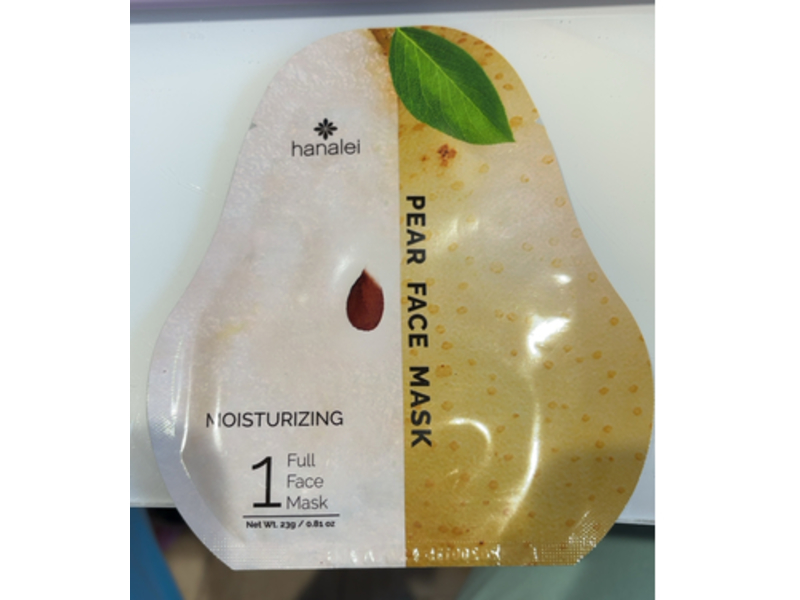 hanalei
PEAR FACE MASK
MOISTURIZING
1 Full
Face
Mask
Net Wt. 23g / 0.81 oz